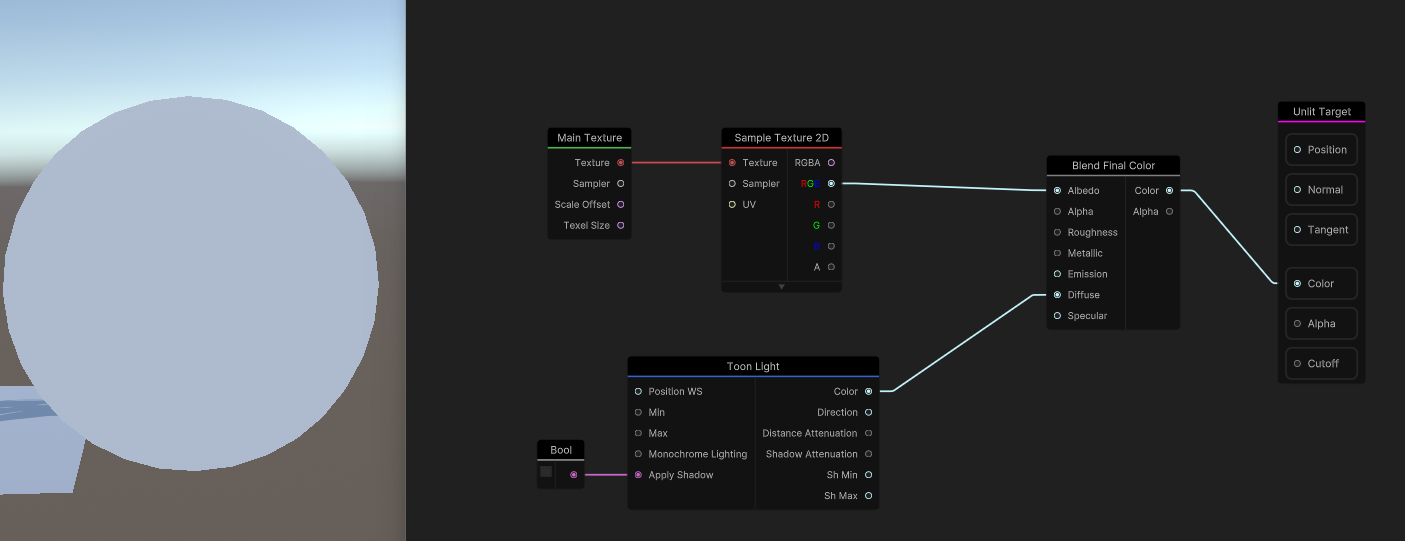 Main Texture
Texture
Sampler
Scale Offset
Texel Size
Sample Texture 2D
Texture
Sampler
UV
RGBA
RGB
R
G
B
A
Toon Light
Position WS
Min
Max
Monochrome Lighting
Apply Shadow
Color
Direction
Distance Attenuation
Shadow Attenuation
Sh Min
Sh Max
Bool
Blend Final Color
Albedo
Alpha
Roughness
Metallic
Emission
Diffuse
Specular
Color
Alpha
Unlit Target
Position
Normal
Tangent
Color
Alpha
Cutoff